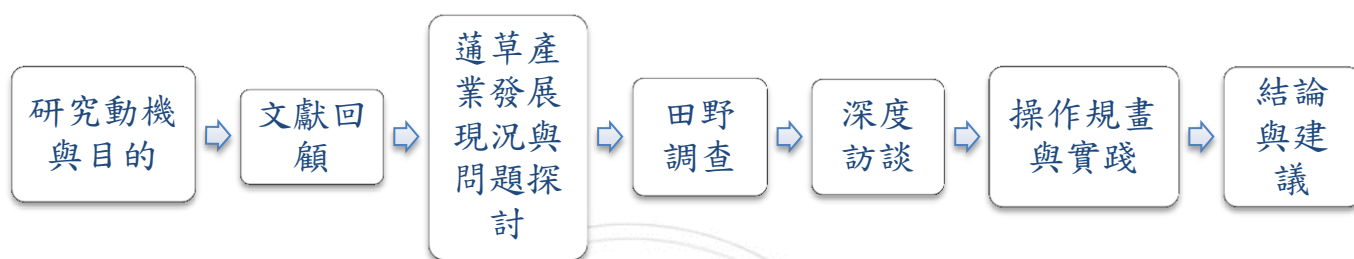 研究動機
與目的
文獻回
顧
蓪草產
業發展
現況與
問題探
討
田野
調查
深度
訪談
操作規畫
與實踐
結論
與建
議